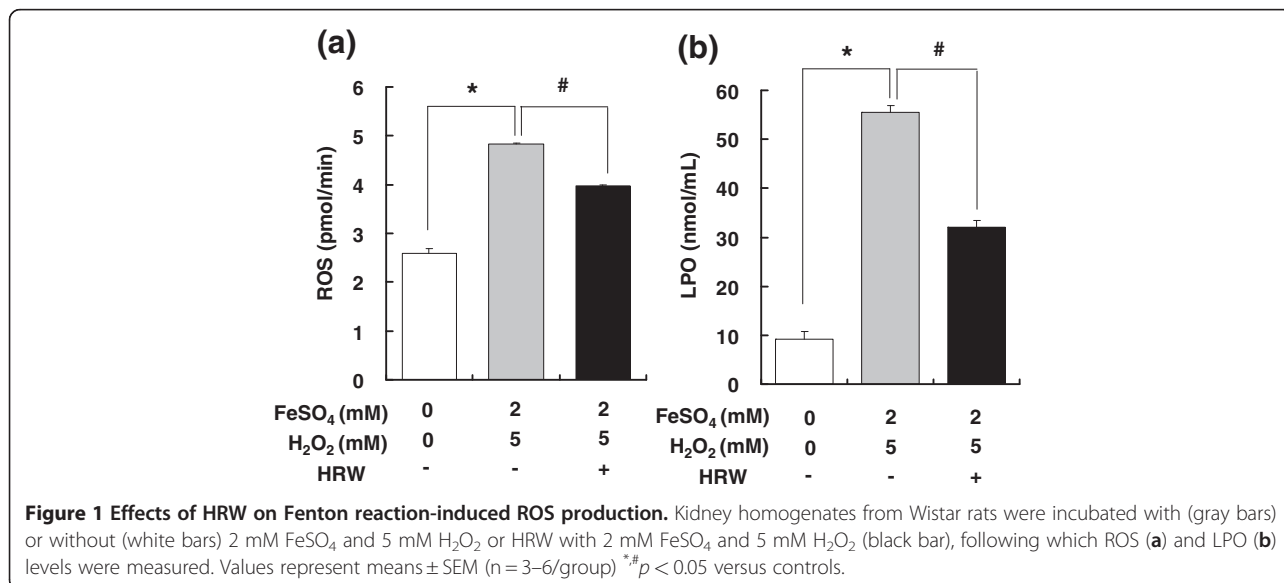 (a)
*
#
6
5
4
3
2
1
0
ROS (pmol/min)
FeSO₄ (mM) 0 2 2
H₂O₂ (mM) 0 5 5
HRW - - +
(b)
*
#
60
50
40
30
20
10
0
LPO (nmol/mL)
FeSO₄ (mM) 0 2 2
H₂O₂ (mM) 0 5 5
HRW - - +
Figure 1 Effects of HRW on Fenton reaction-induced ROS production. Kidney homogenates from Wistar rats were incubated with (gray bars)
or without (white bars) 2 mM FeSO₄ and 5 mM H₂O₂ or HRW with 2 mM FeSO₄ and 5 mM H₂O₂ (black bar), following which ROS (a) and LPO (b)
levels were measured. Values represent means ± SEM (n = 3–6/group) *,#p < 0.05 versus controls.